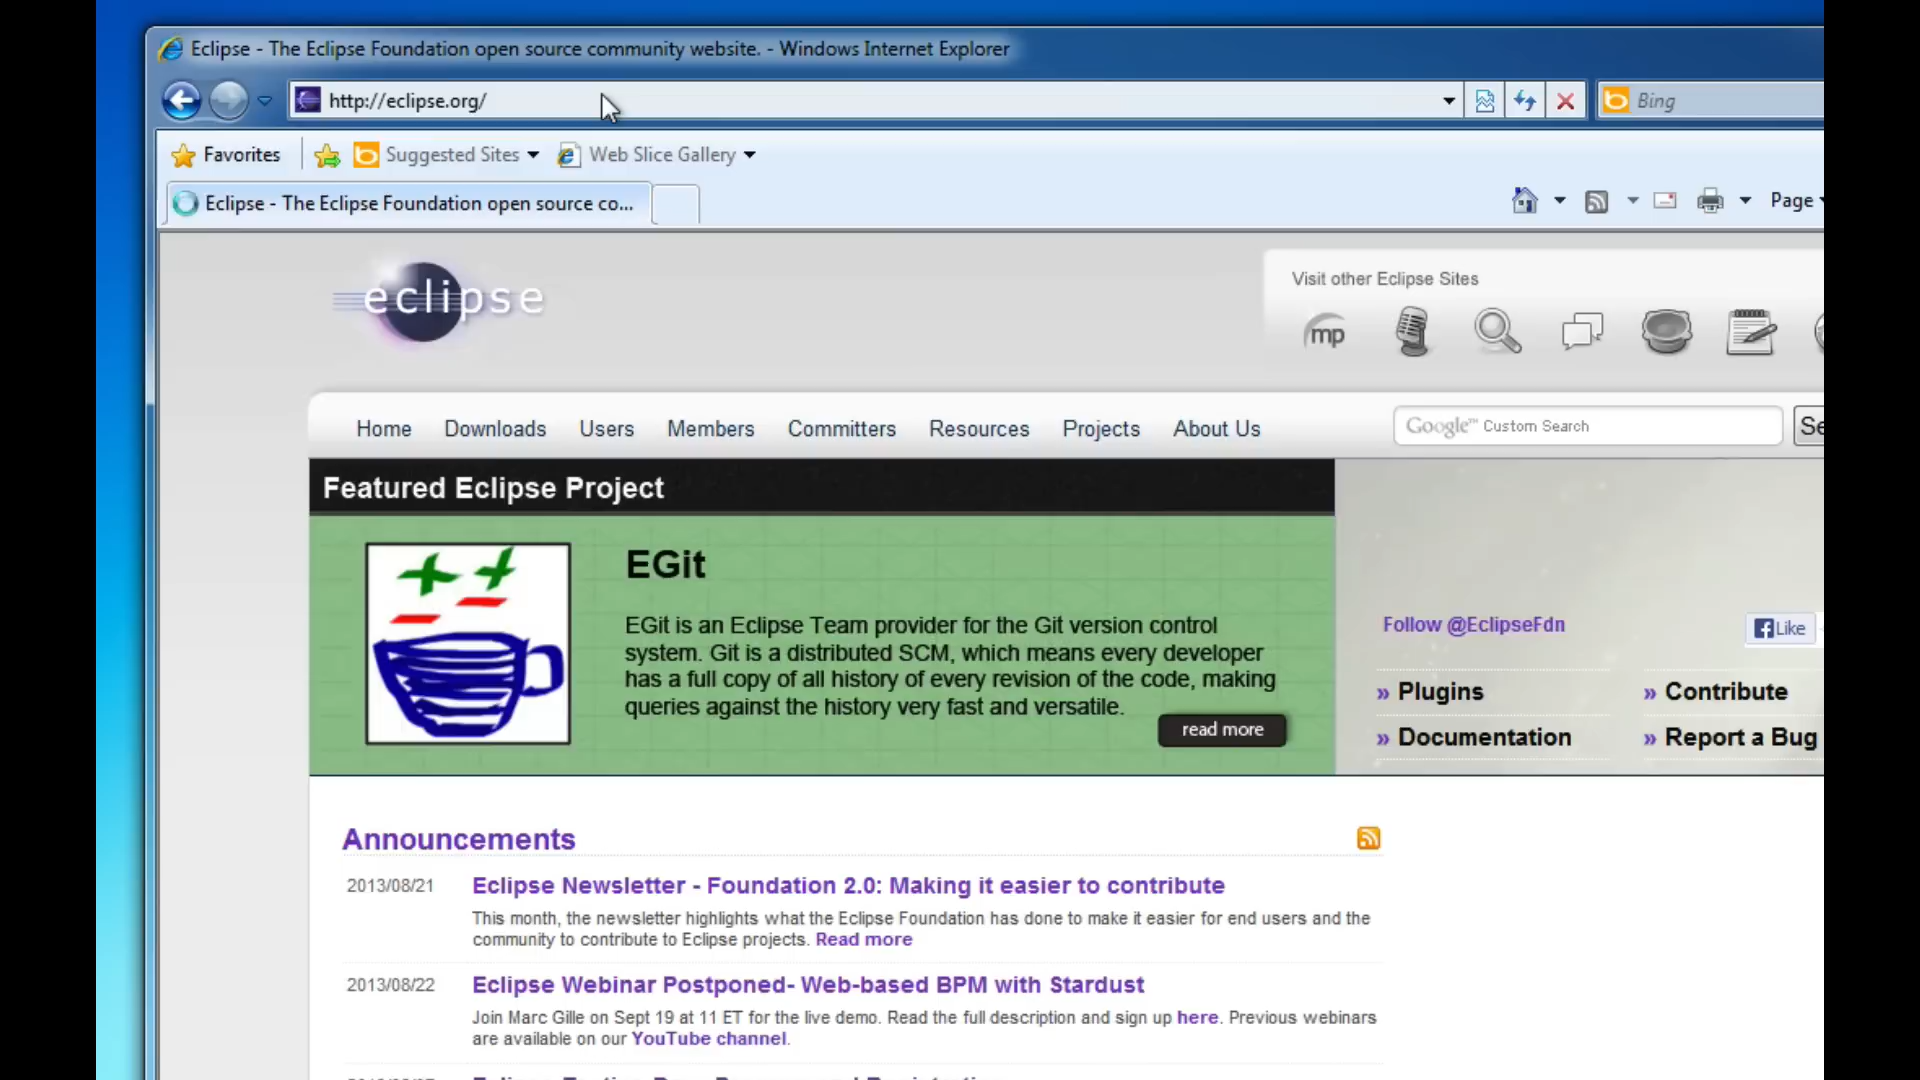 Eclipse - The Eclipse Foundation open source community website. - Windows Internet Explorer
http://eclipse.org/
Bing
Favorites
Suggested Sites
Web Slice Gallery
Eclipse - The Eclipse Foundation open source co...
Page
eclipse
Visit other Eclipse Sites
mp
Home Downloads Users Members Committers Resources Projects About Us
Google™ Custom Search
Featured Eclipse Project
EGit
EGit is an Eclipse Team provider for the Git version control
system. Git is a distributed SCM, which means every developer
has a full copy of all history of every revision of the code, making
queries against the history very fast and versatile.
read more
Follow @EclipseFdn
Like
» Plugins
» Contribute
» Documentation
» Report a Bug
Announcements
2013/08/21 Eclipse Newsletter - Foundation 2.0: Making it easier to contribute
This month, the newsletter highlights what the Eclipse Foundation has done to make it easier for end users and the
community to contribute to Eclipse projects. Read more
2013/08/22 Eclipse Webinar Postponed- Web-based BPM with Stardust
Join Marc Gille on Sept 19 at 11 ET for the live demo. Read the full description and sign up here. Previous webinars
are available on our YouTube channel.